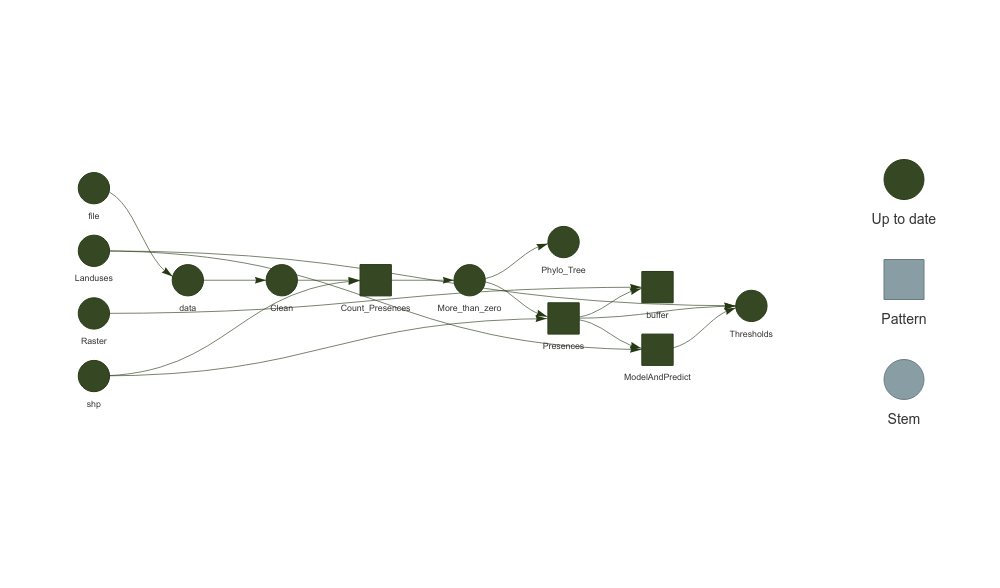 file
Landuses
Raster
shp
data
Clean
Count_Presences
More_than_zero
Phylo_Tree
Presences
buffer
ModelAndPredict
Thresholds
Up to date
Pattern
Stem